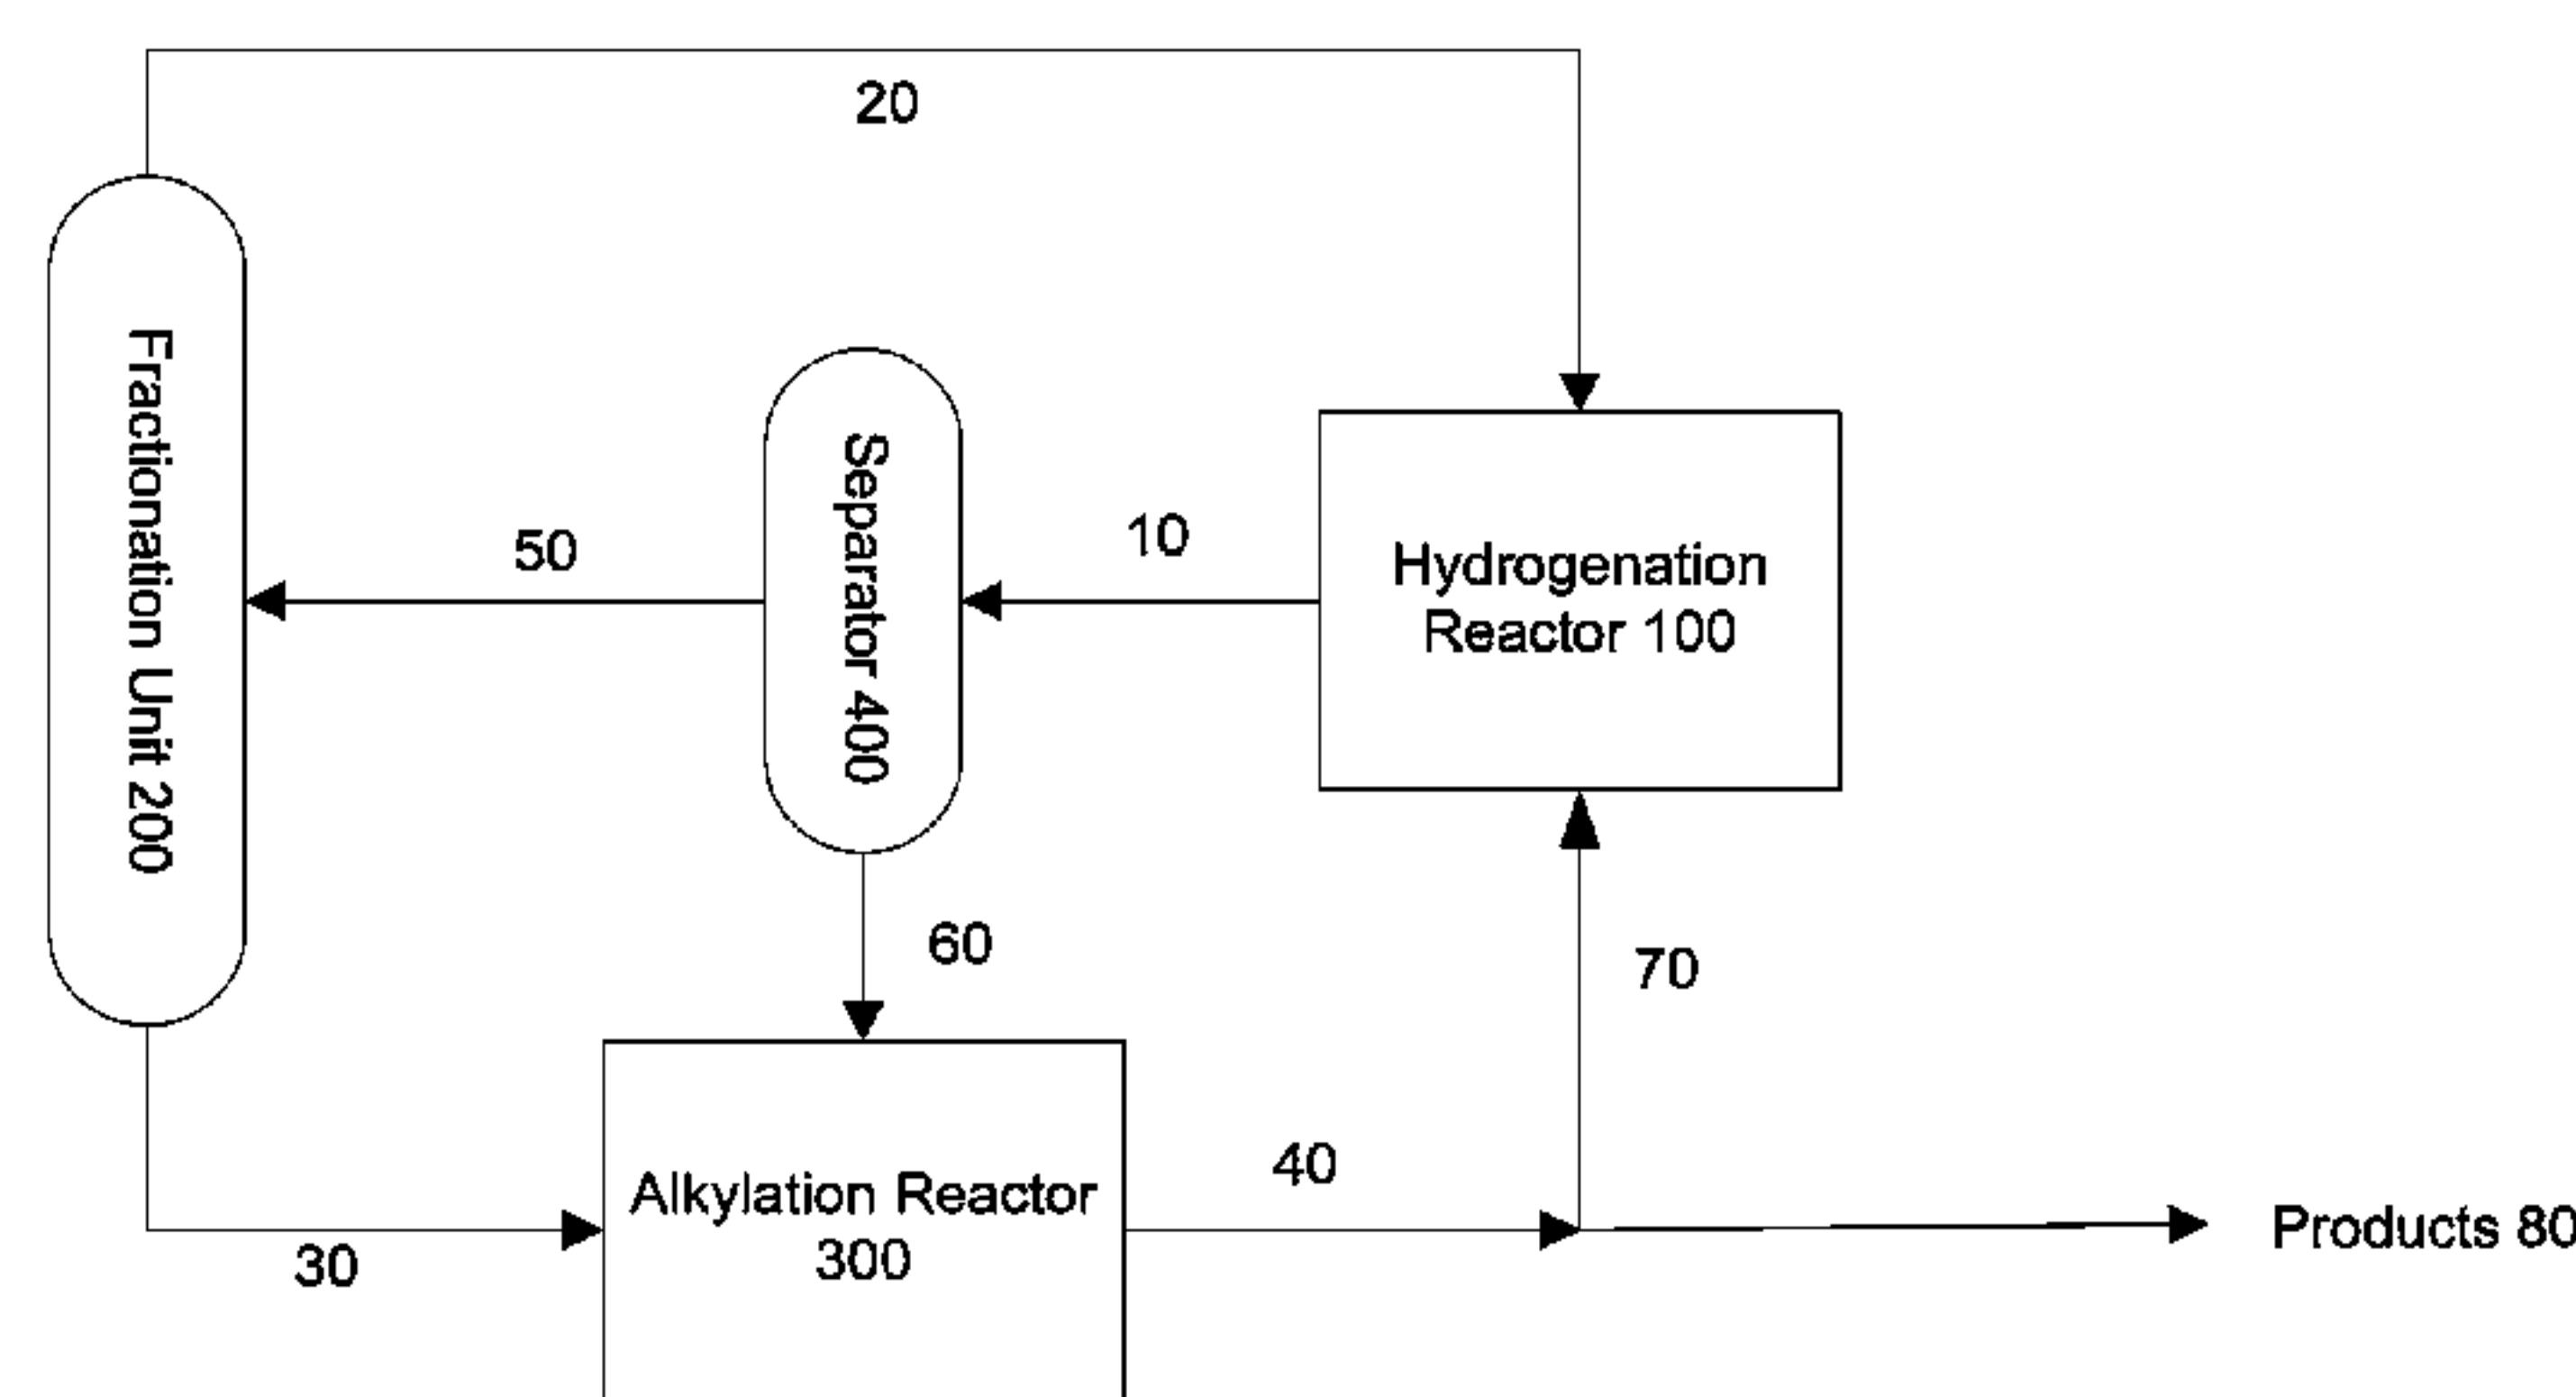 20
Fractionation Unit 200
Separator 400
50
10
Hydrogenation
Reactor 100
60
70
40
Alkylation Reactor
300
30
Products 80